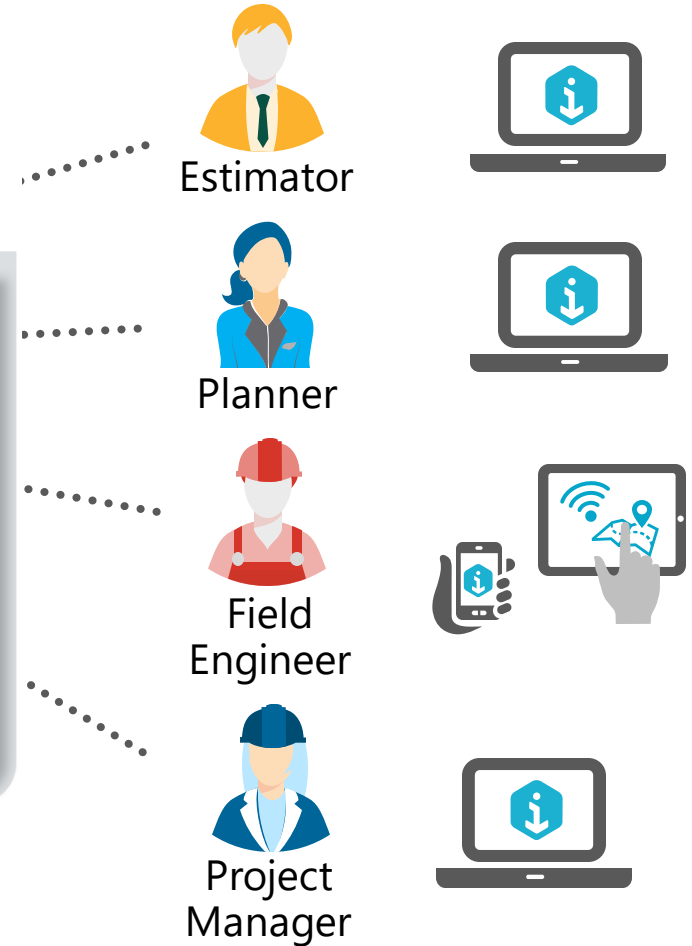 Estimator
Planner
Field
Engineer
Project
Manager